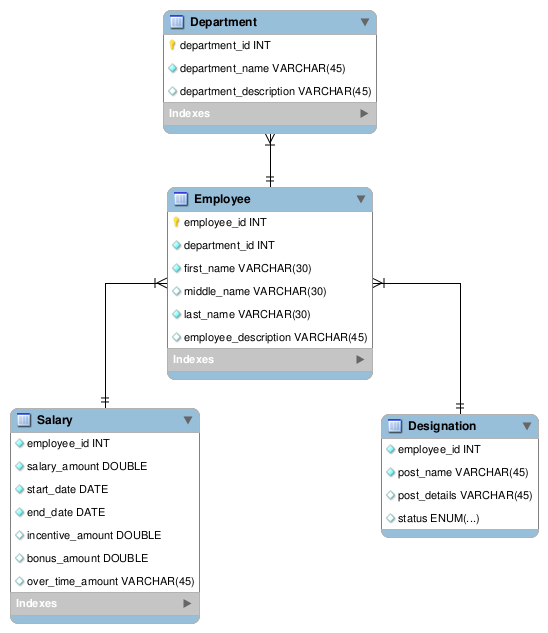 Department
department_id INT
department_name VARCHAR(45)
department_description VARCHAR(45)
Indexes
Employee
employee_id INT
department_id INT
first_name VARCHAR(30)
middle_name VARCHAR(30)
last_name VARCHAR(30)
employee_description VARCHAR(45)
Indexes
Salary
employee_id INT
salary_amount DOUBLE
start_date DATE
end_date DATE
incentive_amount DOUBLE
bonus_amount DOUBLE
over_time_amount VARCHAR(45)
Indexes
Designation
employee_id INT
post_name VARCHAR(45)
post_details VARCHAR(45)
status ENUM(...)